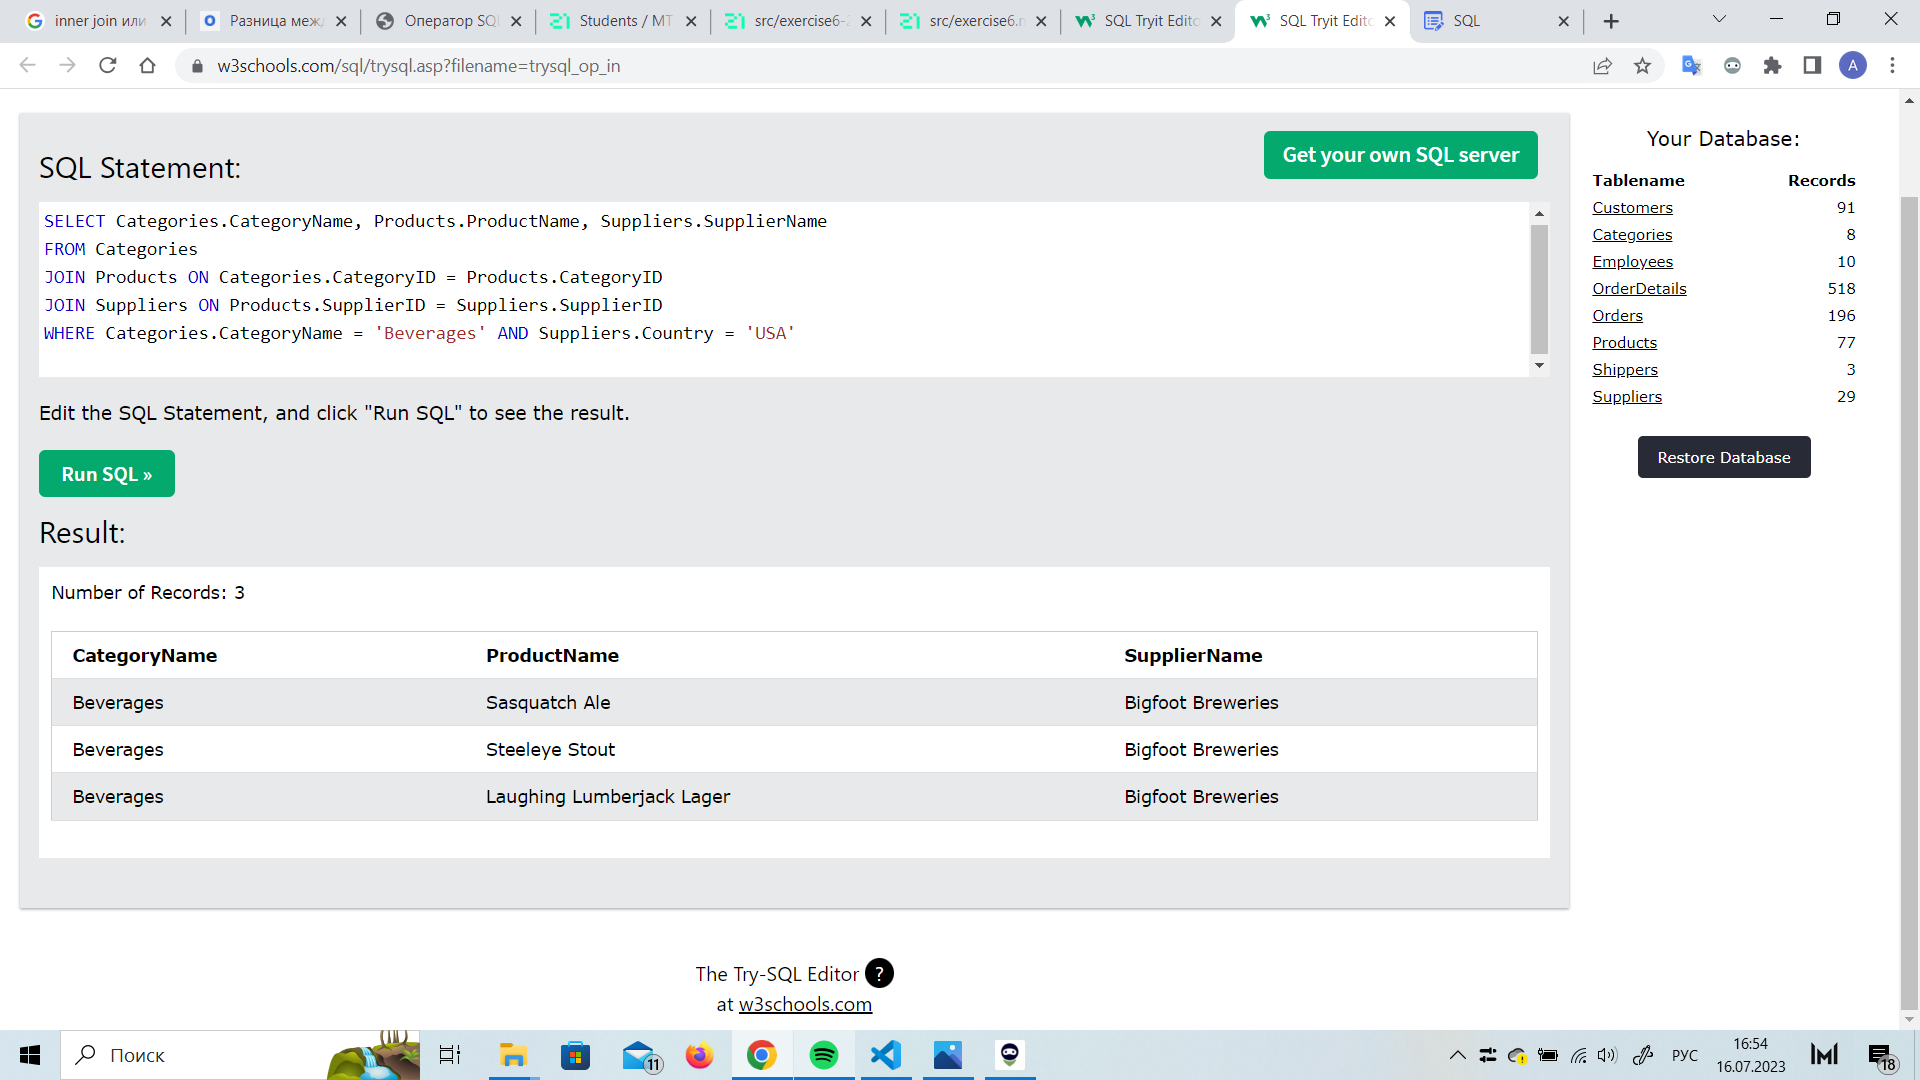 inner join или
Разница меж
Оператор SQL
Students / MT
src/exercise6-2
src/exercise6.n
SQL Tryit Edito
SQL Tryit Edito
SQL
w3schools.com/sql/trysql.asp?filename=trysql_op_in
A
SQL Statement:
Get your own SQL server
SELECT Categories.CategoryName, Products.ProductName, Suppliers.SupplierName
FROM Categories
JOIN Products ON Categories.CategoryID = Products.CategoryID
JOIN Suppliers ON Products.SupplierID = Suppliers.SupplierID
WHERE Categories.CategoryName = 'Beverages' AND Suppliers.Country = 'USA'
Edit the SQL Statement, and click "Run SQL" to see the result.
Run SQL »
Result:
Number of Records: 3
CategoryName ProductName SupplierName
Beverages Sasquatch Ale Bigfoot Breweries
Beverages Steeleye Stout Bigfoot Breweries
Beverages Laughing Lumberjack Lager Bigfoot Breweries
Your Database:
Tablename Records
Customers 91
Categories 8
Employees 10
OrderDetails 518
Orders 196
Products 77
Shippers 3
Suppliers 29
Restore Database
The Try-SQL Editor ?
at w3schools.com
Поиск
11
РУС
16:54
16.07.2023
18